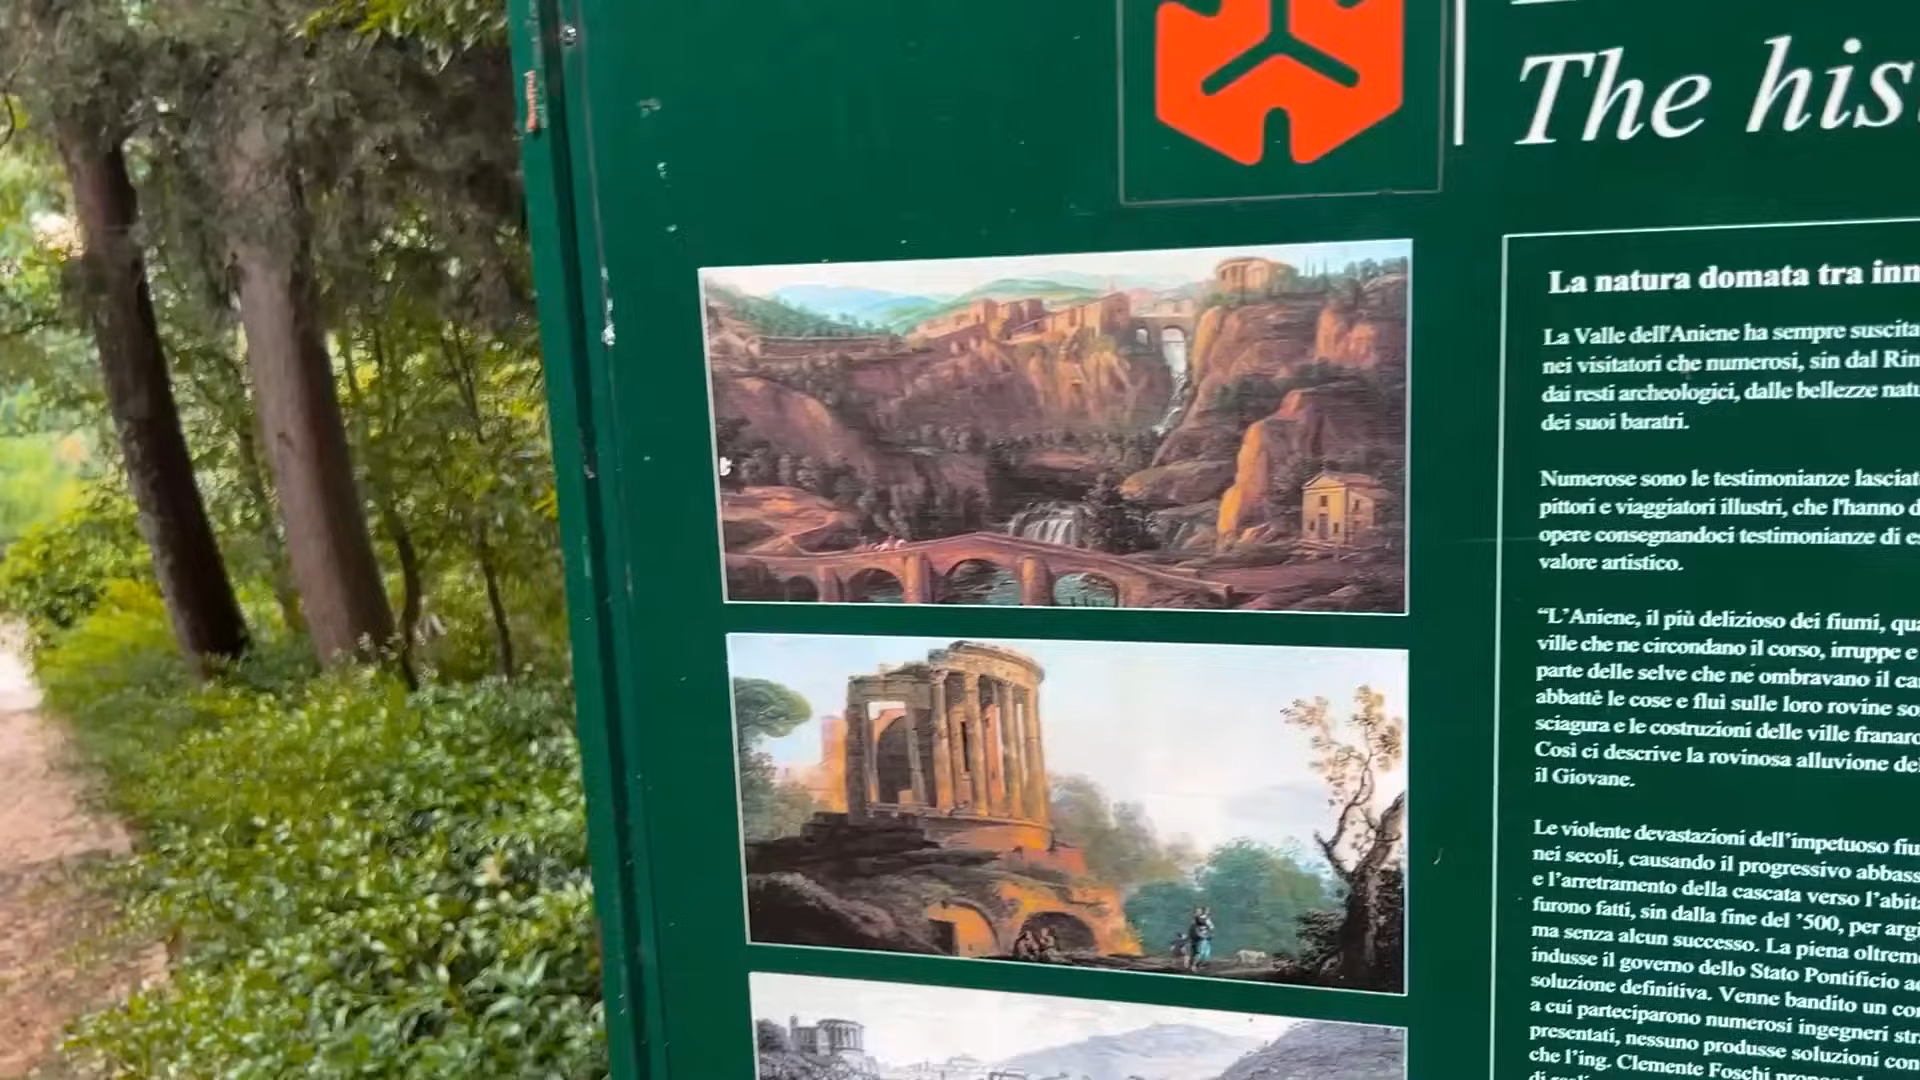 The his
La natura domata tra inn
La Valle dell'Aniene ha sempre suscita
nei visitatori che numerosi, sin dal Rin
dai resti archeologici, dalle bellezze natu
dei suoi baratri.
Numerose sono le testimonianze lasciat
pittori e viaggiatori illustri, che l'hanno d
opere consegnandoci testimonianze di es
valore artistico.
“L’Aniene, il più delizioso dei fiumi, qua
ville che ne circondano il corso, irruppe e
parte delle selve che ne ombravano il ca
abbattè le cose e fluì sulle loro rovine so
sciagura e le costruzioni delle ville franaro
Così ci descrive la rovinosa alluvione del
il Giovane.
Le violente devastazioni dell’impetuoso fiu
nei secoli, causando il progressivo abbass
e l’arretramento della cascata verso l’abita
furono fatti, sin dalla fine del ’500, per argi
ma senza alcun successo. La piena oltrem
indusse il governo dello Stato Pontificio ad
soluzione definitiva. Venne bandito un con
a cui parteciparono numerosi ingegneri str
presentati, nessuno produsse soluzioni con
che l’ing. Clemente Foschi